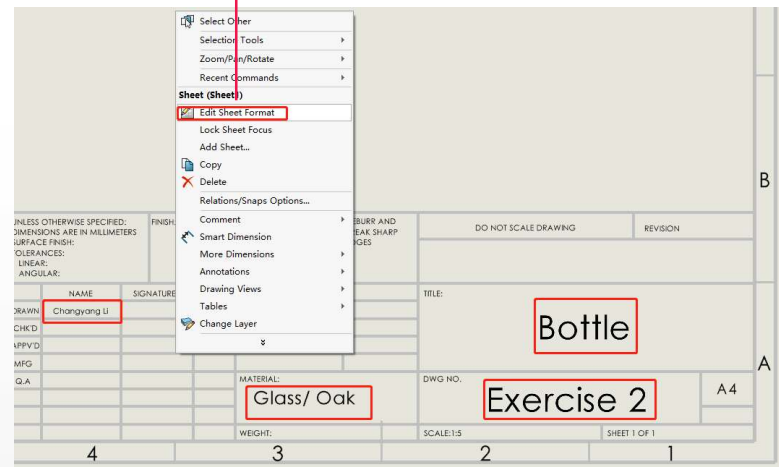 Select Other
Selection Tools
Zoom/Pan/Rotate
Recent Commands
Sheet (Sheet1)
Edit Sheet Format
Lock Sheet Focus
Add Sheet...
Copy
Delete
Relations/Snaps Options...
Comment
Smart Dimension
More Dimensions
Annotations
Drawing Views
Tables
Change Layer
B
UNLESS OTHERWISE SPECIFIED:
DIMENSIONS ARE IN MILLIMETERS
SURFACE FINISH:
TOLERANCES:
LINEAR:
ANGULAR:
FINISH:
EBURR AND
EAK SHARP
GES
DO NOT SCALE DRAWING
REVISION
NAME
SIGNATURE
TITLE:
DRAWN
Changyang Li
CHK'D
APPV'D
MFG
Q.A
Bottle
A
MATERIAL:
Glass/ Oak
DWG NO.
Exercise 2
A4
WEIGHT:
SCALE:1:5
SHEET 1 OF 1
4
3
2
1